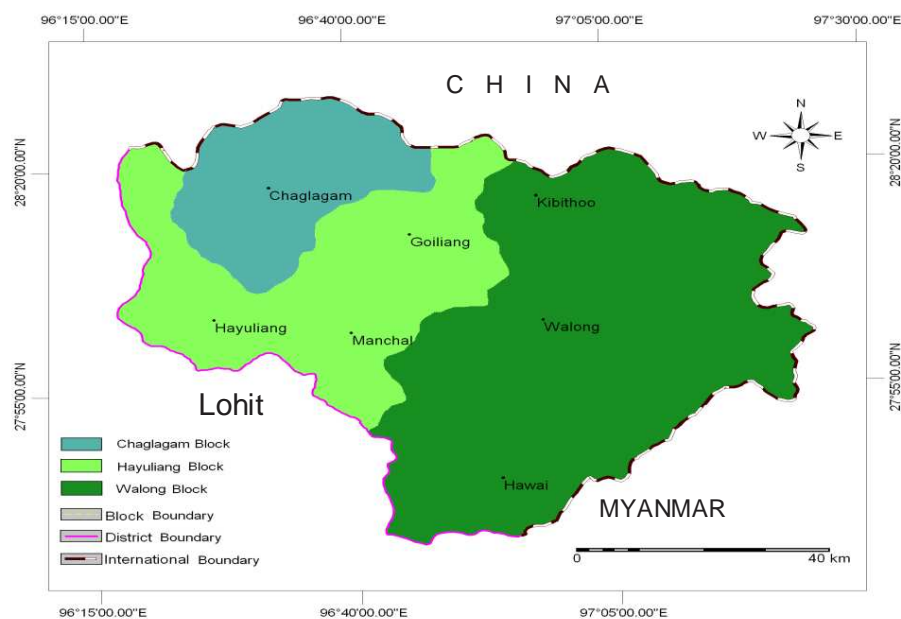 96°15'00.00"E 96°40'00.00"E 97°05'00.00"E 97°30'00.00"E
C H I N A
N
W E
S
28°20'00.00"N
28°20'00.00"N
Chaglagam
Kibithoo
Goiliang
Hayuliang
Manchal
Walong
27°55'00.00"N
27°55'00.00"N
Lohit
Chaglagam Block
Hayuliang Block
Walong Block
Block Boundary
District Boundary
International Boundary
Hawai
MYANMAR
0 40 km
96°15'00.00"E 96°40'00.00"E 97°05'00.00"E